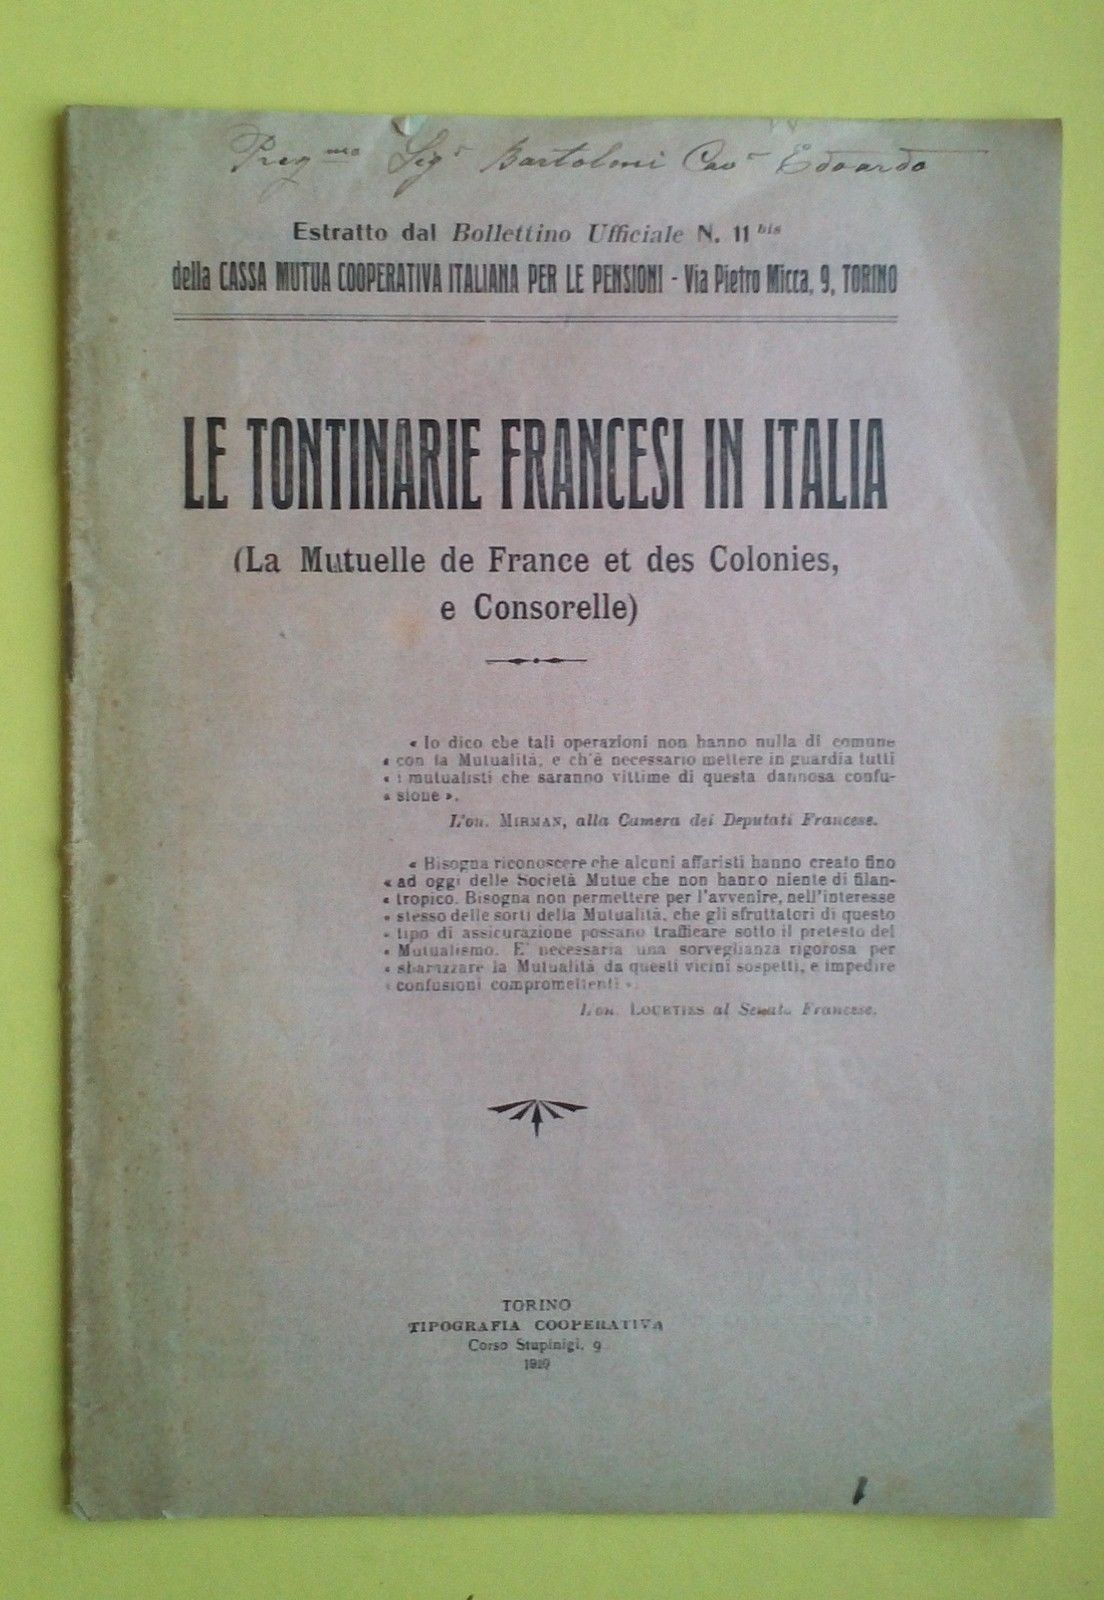 Preg.mo Sigr Bartoloni Cavr Edoardo
Estratto dal Bollettino Ufficiale N. 11 bis
della CASSA MUTUA COOPERATIVA ITALIANA PER LE PENSIONI - Via Pietro Micca, 9, TORINO
LE TONTINARIE FRANCESI IN ITALIA
(La Mutuelle de France et des Colonies,
e Consorelle)
« Io dico che tali operazioni non hanno nulla di comune
« con la Mutualità, e ch'è necessario mettere in guardia tutti
« i mutualisti che saranno vittime di questa dannosa confu-
« sione ».
L'on. MIRMAN, alla Camera dei Deputati Francese.
« Bisogna riconoscere che alcuni affaristi hanno creato fino
« ad oggi delle Società Mutue che non hanno niente di filan-
« tropico. Bisogna non permettere per l'avvenire, nell'interesse
« stesso delle sorti della Mutualità, che gli sfruttatori di questo
« tipo di assicurazione possano trafficare sotto il pretesto del
« Mutualismo. E' necessaria una sorveglianza rigorosa per
« sbarazzare la Mutualità da questi vicini sospetti, e impedire
« confusioni compromettenti ».
L'on. LOURTIES al Senato Francese.
TORINO
TIPOGRAFIA COOPERATIVA
Corso Stupinigi, 9